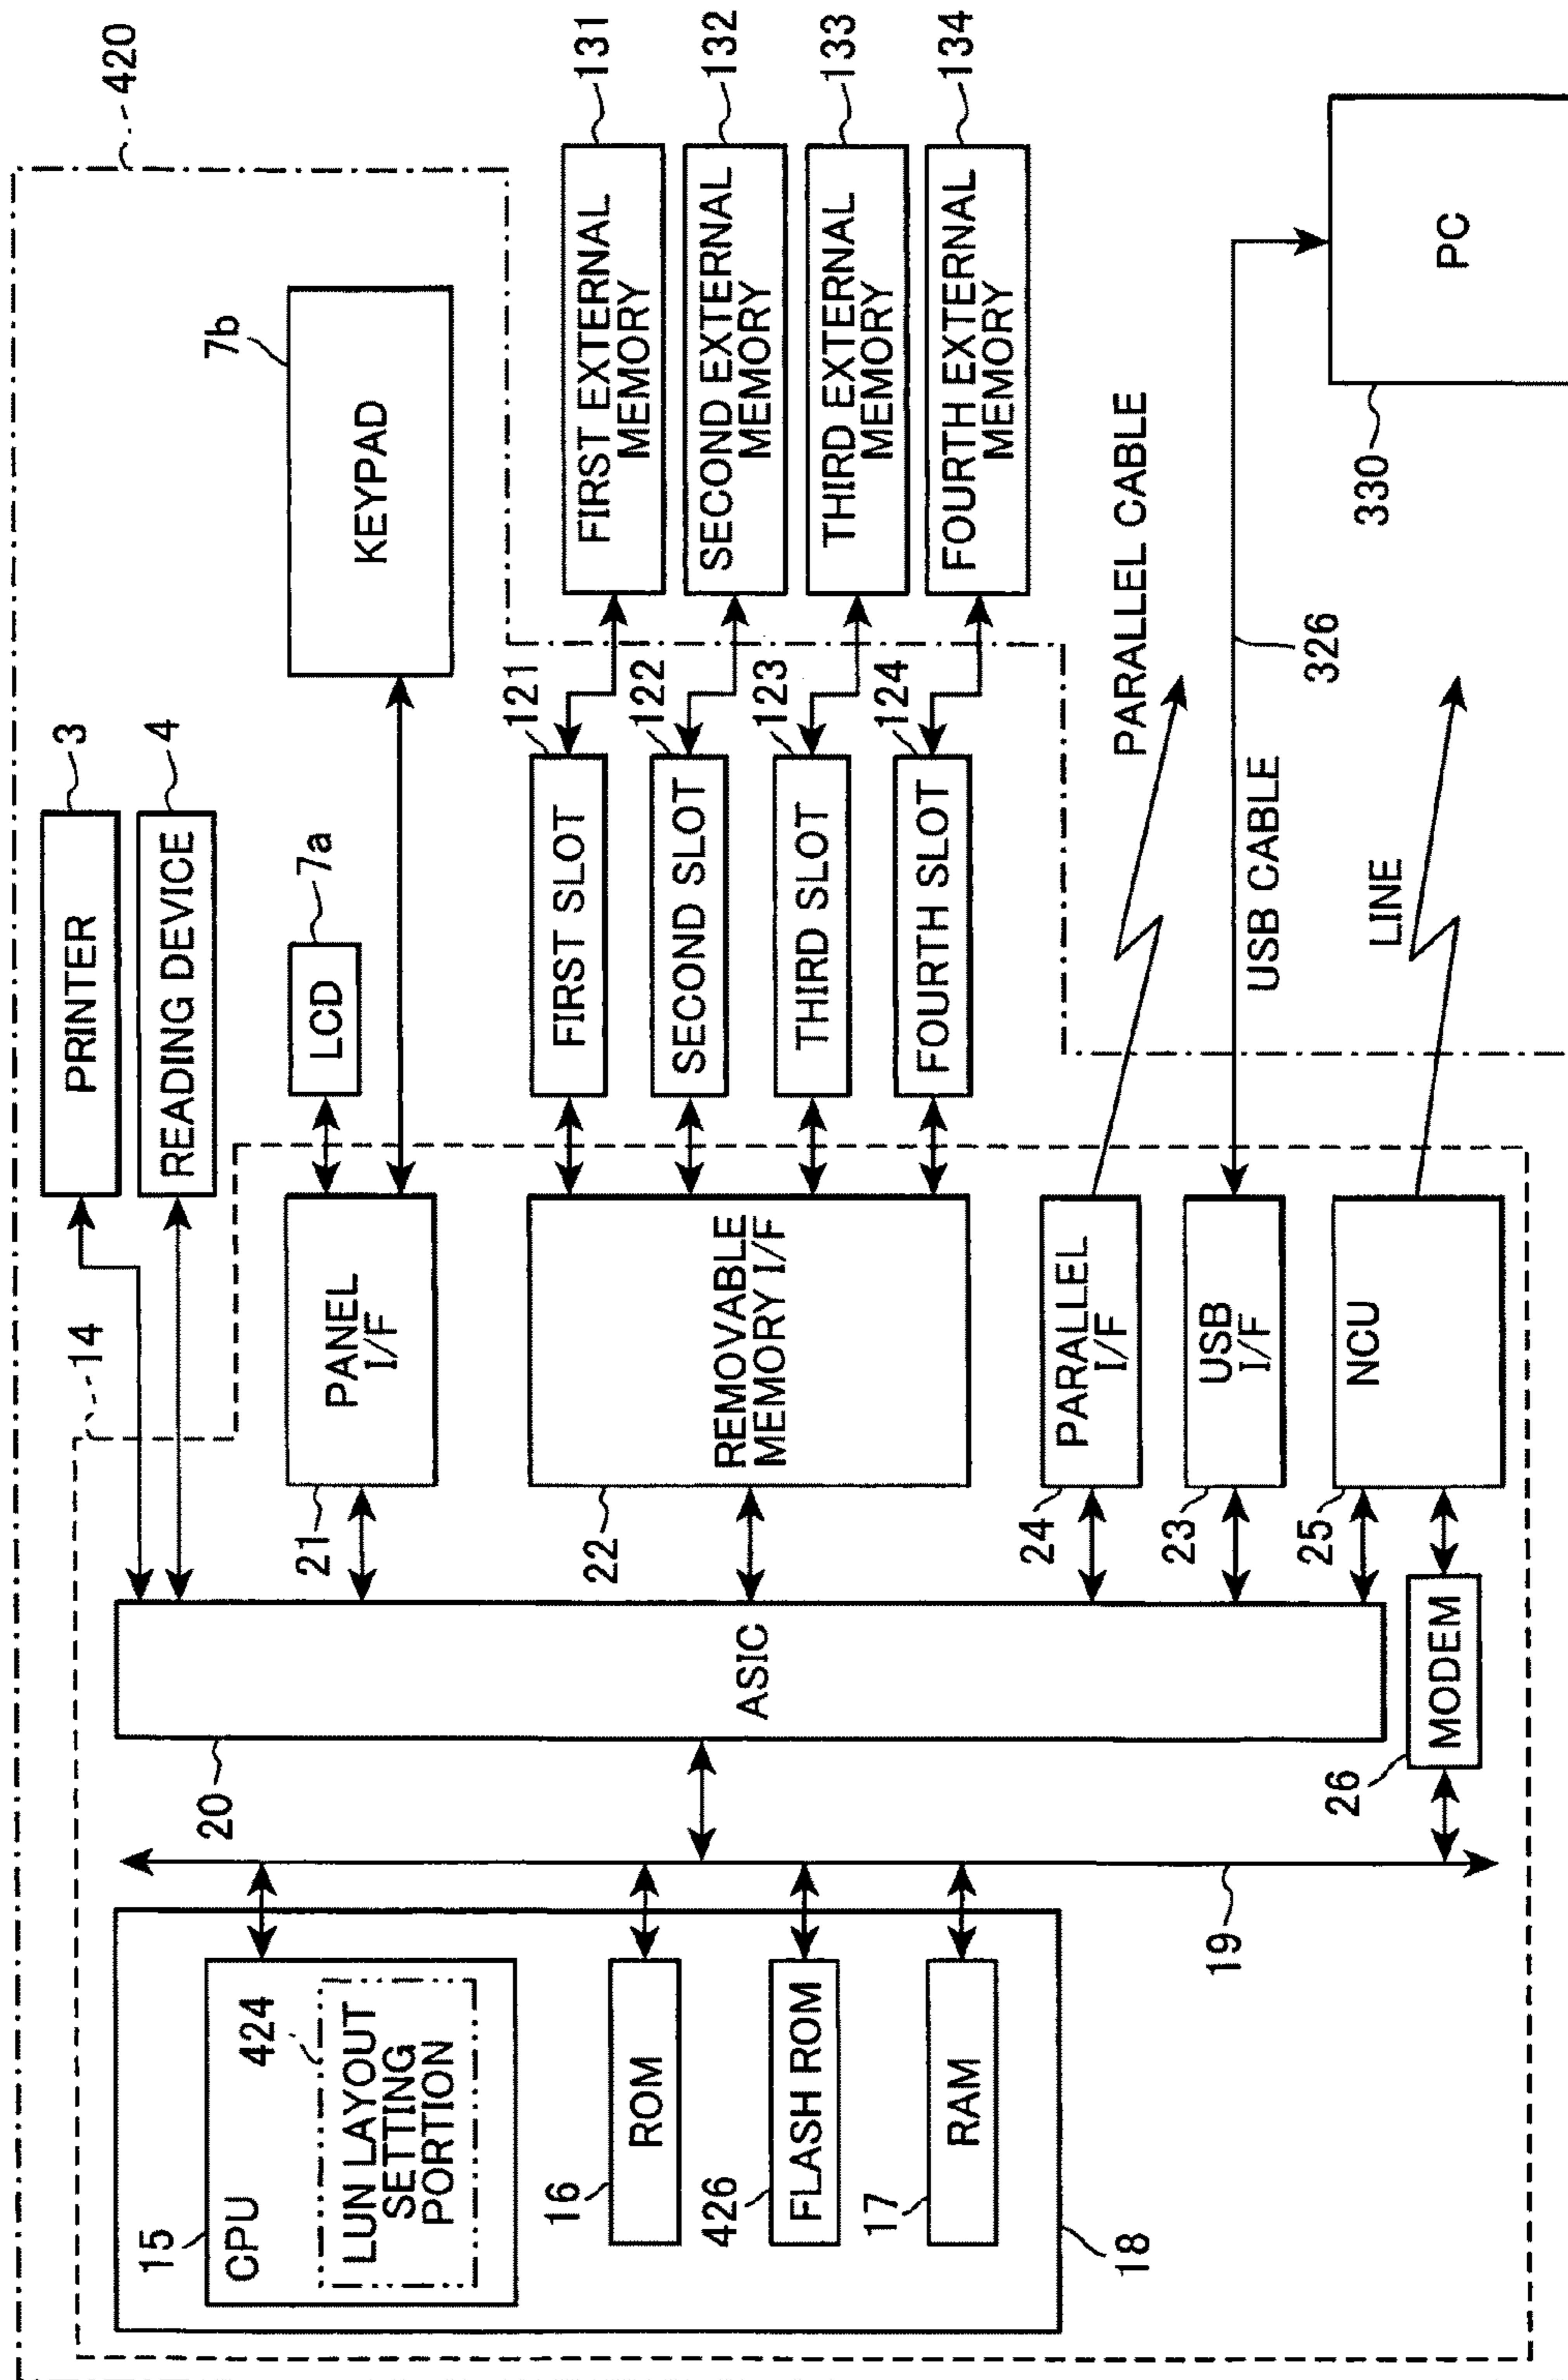 420
14
PRINTER
3
READING DEVICE
4
15
CPU
424
LUN LAYOUT
SETTING
PORTION
16
ROM
426
FLASH ROM
17
RAM
18
19
20
ASIC
26
MODEM
21
PANEL
I/F
LCD
7a
KEYPAD
7b
22
REMOVABLE
MEMORY I/F
FIRST SLOT
121
SECOND SLOT
122
THIRD SLOT
123
FOURTH SLOT
124
FIRST EXTERNAL
MEMORY
131
SECOND EXTERNAL
MEMORY
132
THIRD EXTERNAL
MEMORY
133
FOURTH EXTERNAL
MEMORY
134
24
PARALLEL
I/F
PARALLEL CABLE
23
USB
I/F
USB CABLE
326
25
NCU
LINE
330
PC